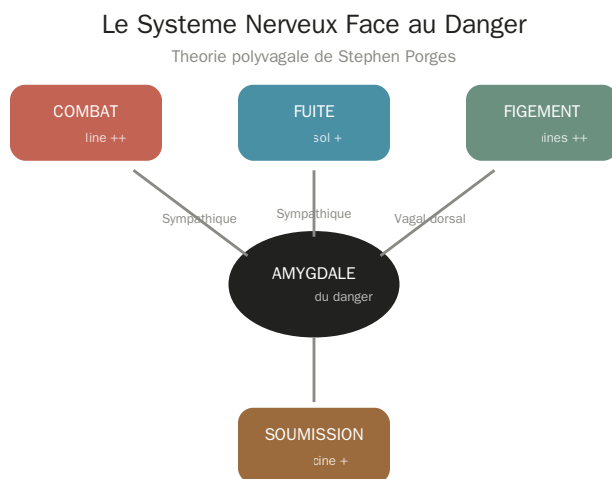 Le Systeme Nerveux Face au Danger
Theorie polyvagale de Stephen Porges
COMBAT
line ++
FUITE
sol +
FIGEMENT
ines ++
Sympathique
Sympathique
Vagal dorsal
AMYGDALE
du danger
SOUMISSION
cine +